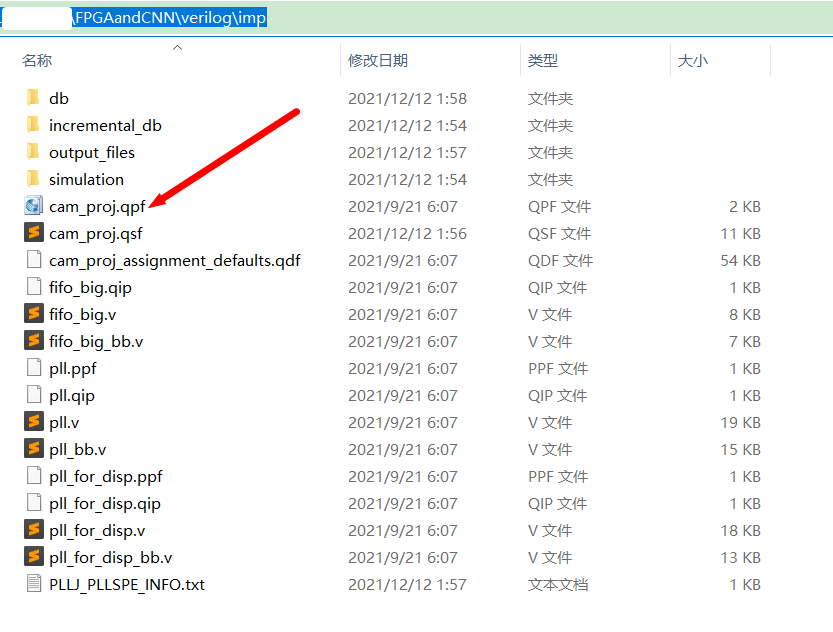 \FPGAandCNN\verilog\imp
名称 修改日期 类型 大小
db 2021/12/12 1:58 文件夹
incremental_db 2021/12/12 1:54 文件夹
output_files 2021/12/12 1:57 文件夹
simulation 2021/12/12 1:54 文件夹
cam_proj.qpf 2021/9/21 6:07 QPF 文件 2 KB
cam_proj.qsf 2021/12/12 1:56 QSF 文件 11 KB
cam_proj_assignment_defaults.qdf 2021/9/21 6:07 QDF 文件 54 KB
fifo_big.qip 2021/9/21 6:07 QIP 文件 1 KB
fifo_big.v 2021/9/21 6:07 V 文件 8 KB
fifo_big_bb.v 2021/9/21 6:07 V 文件 7 KB
pll.ppf 2021/9/21 6:07 PPF 文件 1 KB
pll.qip 2021/9/21 6:07 QIP 文件 1 KB
pll.v 2021/9/21 6:07 V 文件 19 KB
pll_bb.v 2021/9/21 6:07 V 文件 15 KB
pll_for_disp.ppf 2021/9/21 6:07 PPF 文件 1 KB
pll_for_disp.qip 2021/9/21 6:07 QIP 文件 1 KB
pll_for_disp.v 2021/9/21 6:07 V 文件 18 KB
pll_for_disp_bb.v 2021/9/21 6:07 V 文件 13 KB
PLLJ_PLLSPE_INFO.txt 2021/12/12 1:57 文本文档 1 KB